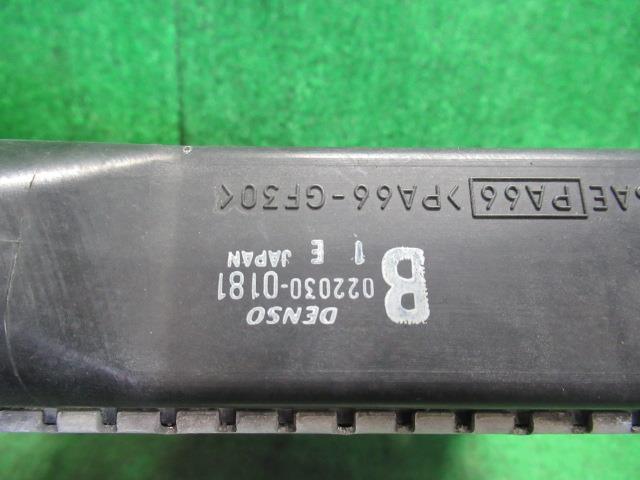 DENSO
022030-0181
B
1 E JAPAN
AE PA66 >PA66-GF30<